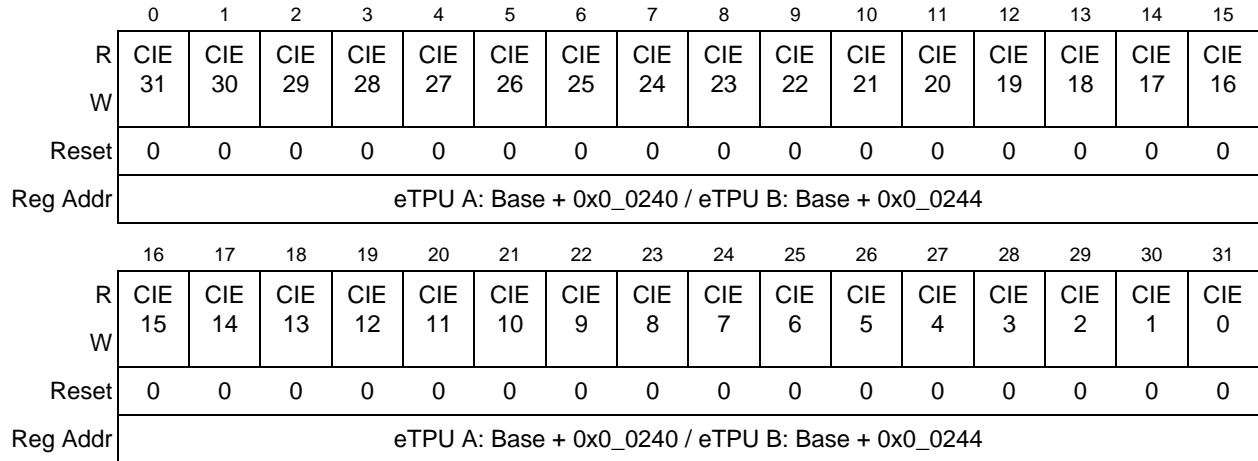 0 1 2 3 4 5 6 7 8 9 10 11 12 13 14 15
R CIE CIE CIE CIE CIE CIE CIE CIE CIE CIE CIE CIE CIE CIE CIE CIE
31 30 29 28 27 26 25 24 23 22 21 20 19 18 17 16
W
Reset 0 0 0 0 0 0 0 0 0 0 0 0 0 0 0 0
Reg Addr eTPU A: Base + 0x0_0240 / eTPU B: Base + 0x0_0244
16 17 18 19 20 21 22 23 24 25 26 27 28 29 30 31
R CIE CIE CIE CIE CIE CIE CIE CIE CIE CIE CIE CIE CIE CIE CIE CIE
15 14 13 12 11 10 9 8 7 6 5 4 3 2 1 0
W
Reset 0 0 0 0 0 0 0 0 0 0 0 0 0 0 0 0
Reg Addr eTPU A: Base + 0x0_0240 / eTPU B: Base + 0x0_0244